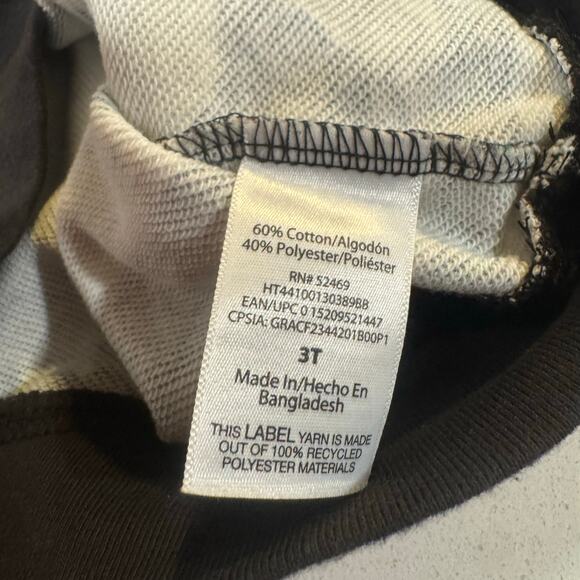 60% Cotton/Algodón
40% Polyester/Poliéster
RN# 52469
HT44100130389BB
EAN/UPC 0 15209521447
CPSIA: GRACF2344201B00P1
3T
Made In/Hecho En
Bangladesh
THIS LABEL YARN IS MADE
OUT OF 100% RECYCLED
POLYESTER MATERIALS